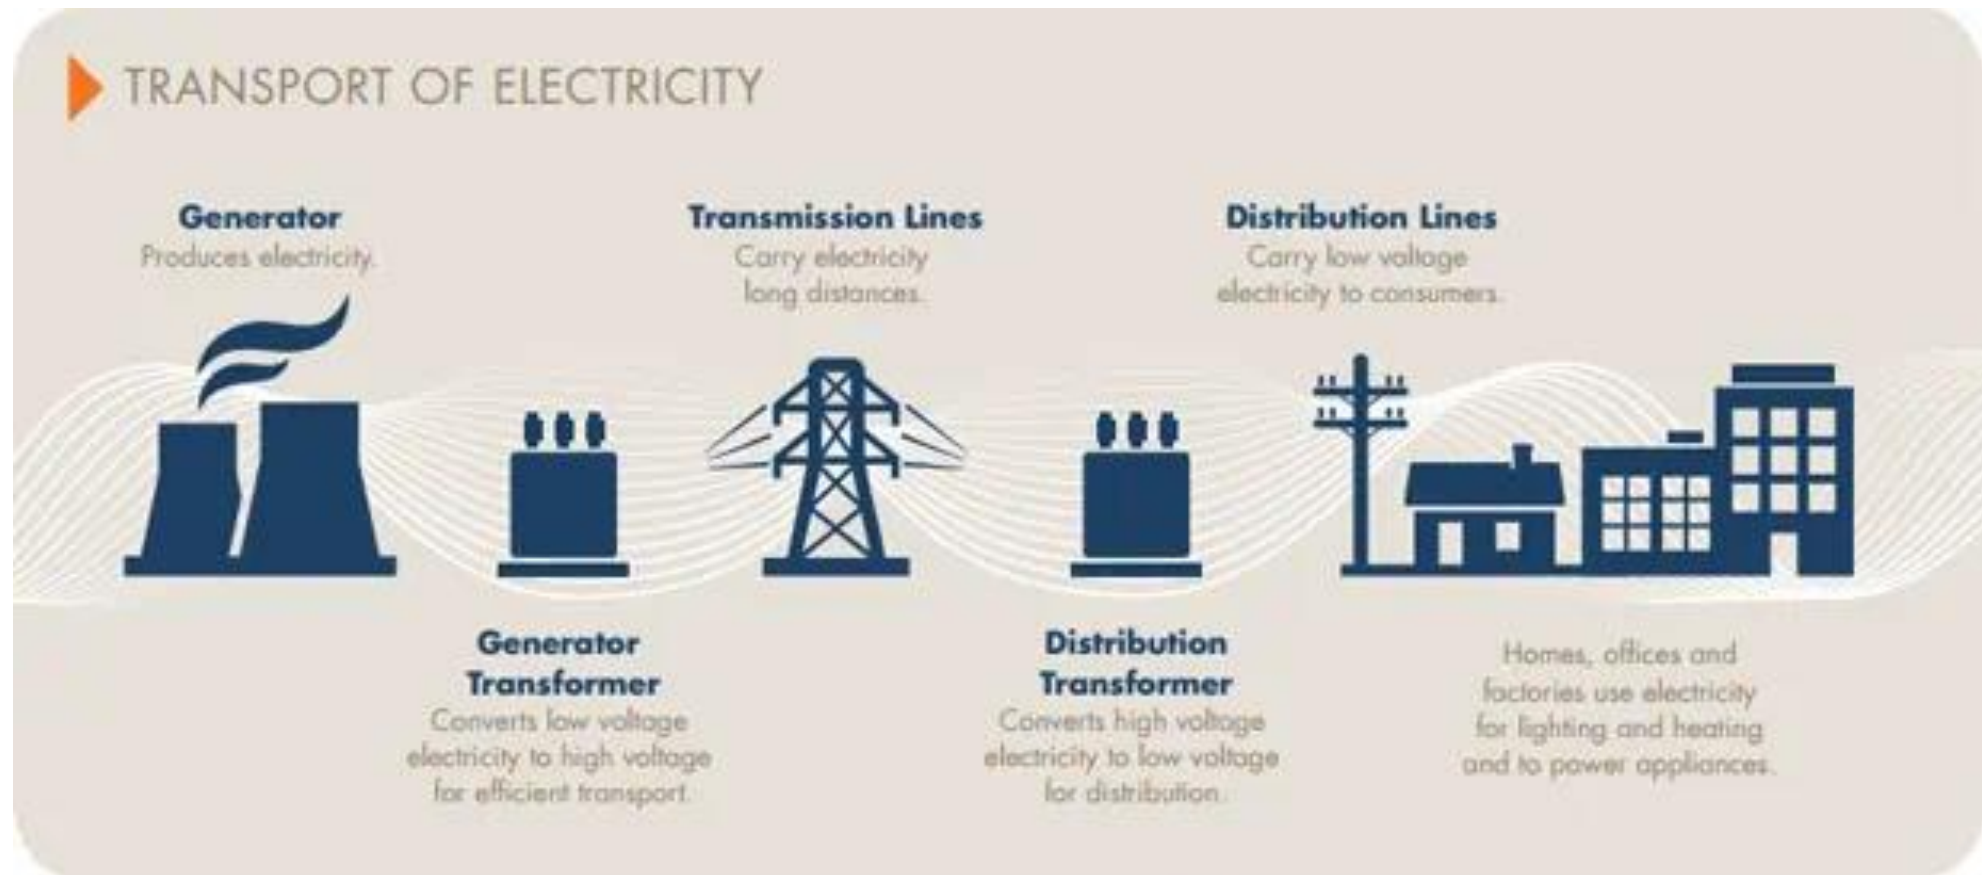 TRANSPORT OF ELECTRICITY
Generator
Produces electricity.
Generator
Transformer
Converts low voltage
electricity to high voltage
for efficient transport.
Transmission Lines
Carry electricity
long distances.
Distribution
Transformer
Converts high voltage
electricity to low voltage
for distribution.
Distribution Lines
Carry low voltage
electricity to consumers.
Homes, offices and
factories use electricity
for lighting and heating
and to power appliances.